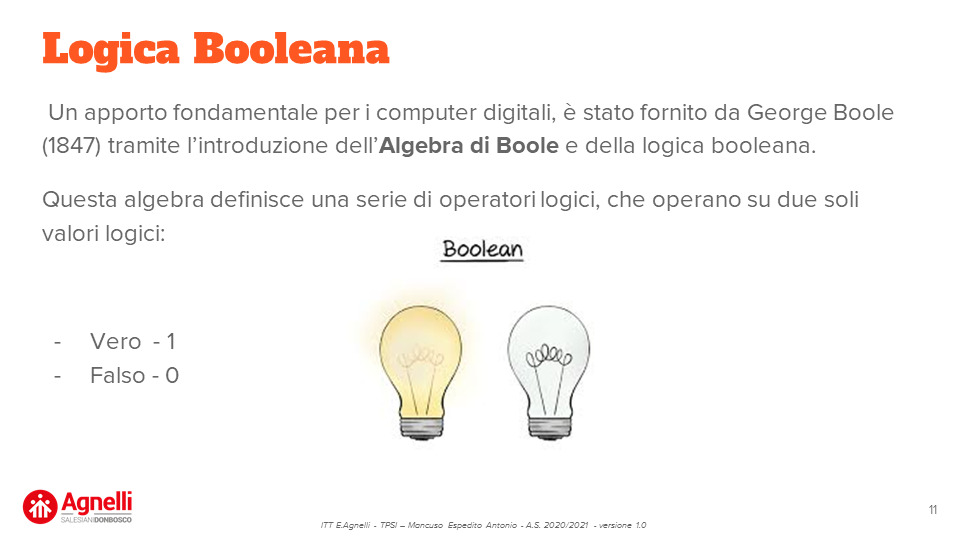 Logica Booleana
Un apporto fondamentale per i computer digitali, è stato fornito da George Boole
(1847) tramite l’introduzione dell’Algebra di Boole e della logica booleana.
Questa algebra definisce una serie di operatori logici, che operano su due soli
valori logici:
Boolean
- Vero - 1
- Falso - 0
Agnelli
SALESIANI DONBOSCO
ITT E.Agnelli - TPSI – Mancuso Espedito Antonio - A.S. 2020/2021 - versione 1.0
11